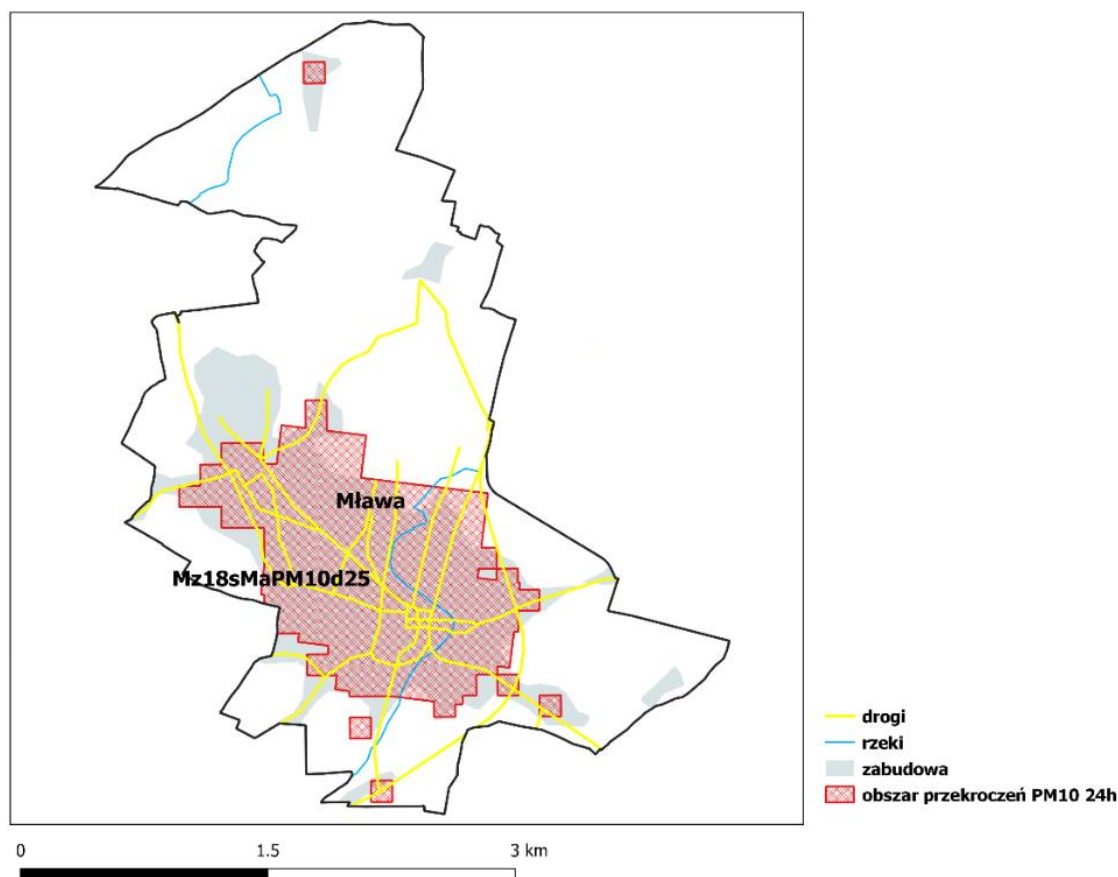 Mława
Mz18sMaPM10d25
drogi
rzeki
zabudowa
obszar przekroczeń PM10 24h
0 1.5 3 km